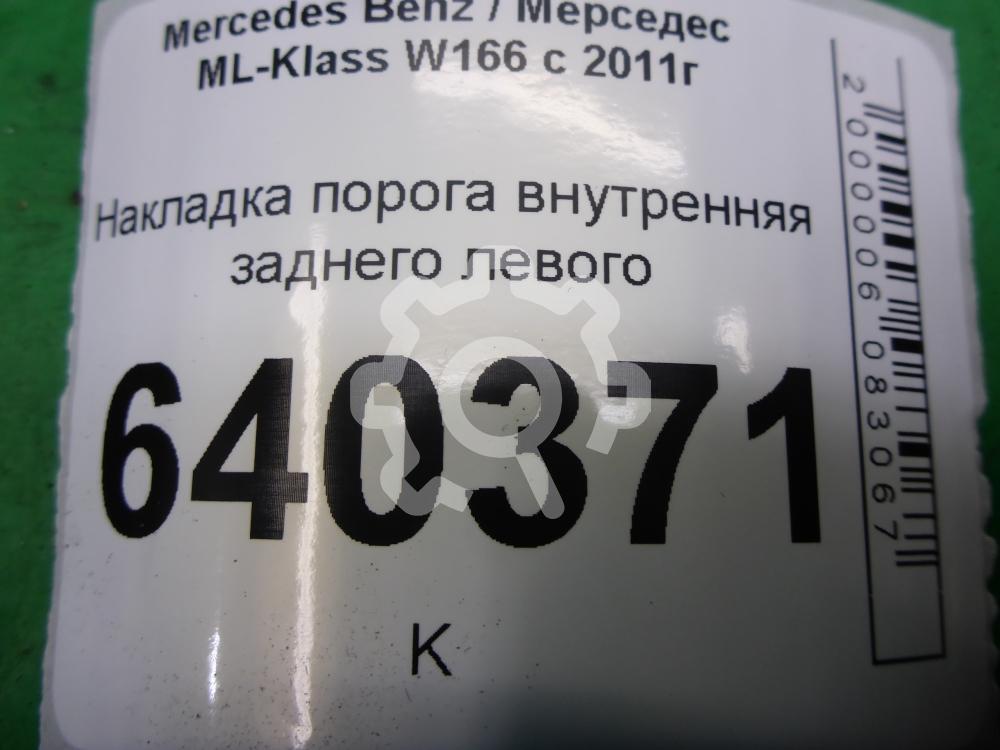 Mercedes Benz / Мерседес
ML-Klass W166 с 2011г
Накладка порога внутренняя
заднего левого
640371
К
2000006083067